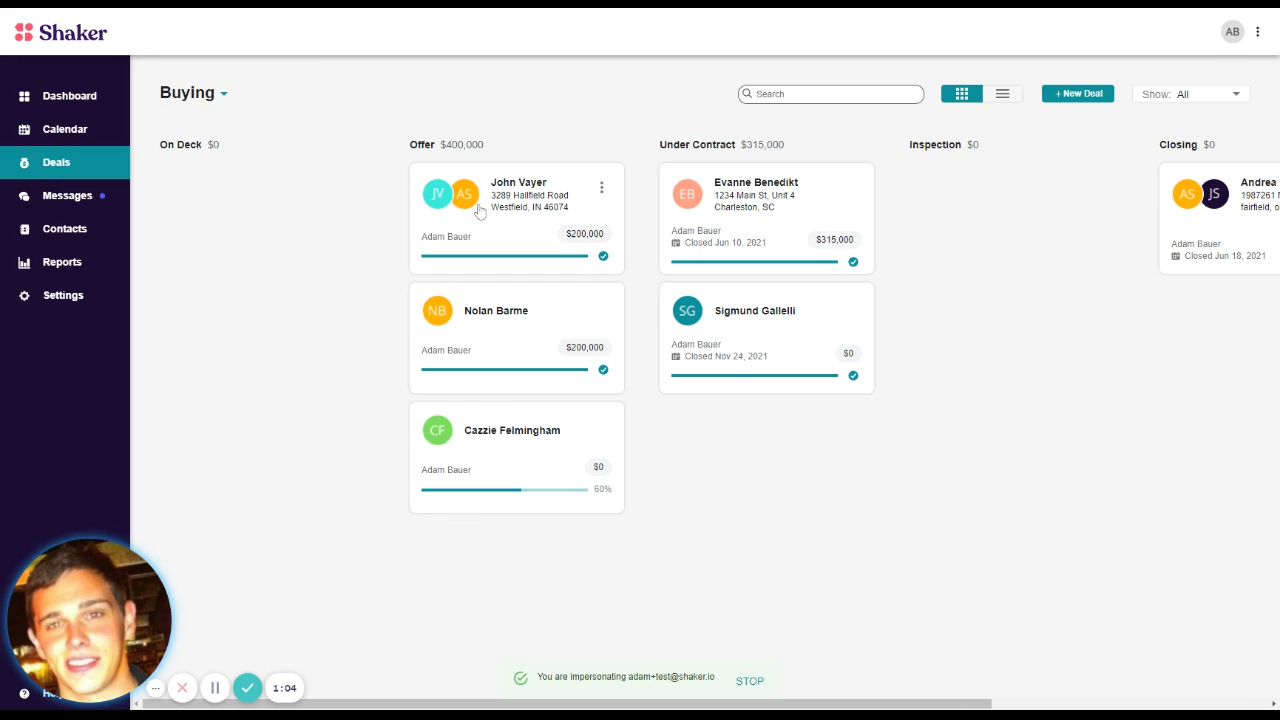 Shaker
AB
Dashboard
Calendar
Deals
Messages
Contacts
Reports
Settings
Buying
Search
+ New Deal
Show: All
On Deck $0
Offer $400,000
Under Contract $315,000
Inspection $0
Closing $0
JV
AS
John Vayer
3289 Hallfield Road
Westfield, IN 46074
Adam Bauer
$200,000
NB
Nolan Barme
Adam Bauer
$200,000
CF
Cazzie Felmingham
Adam Bauer
$0
60%
EB
Evanne Benedikt
1234 Main St, Unit 4
Charleston, SC
Adam Bauer
Closed Jun 10, 2021
$315,000
SG
Sigmund Gallelli
Adam Bauer
Closed Nov 24, 2021
$0
AS
JS
Andrea
1987261
fairfield, o
Adam Bauer
Closed Jun 18, 2021
You are impersonating adam+test@shaker.io
STOP
1:04